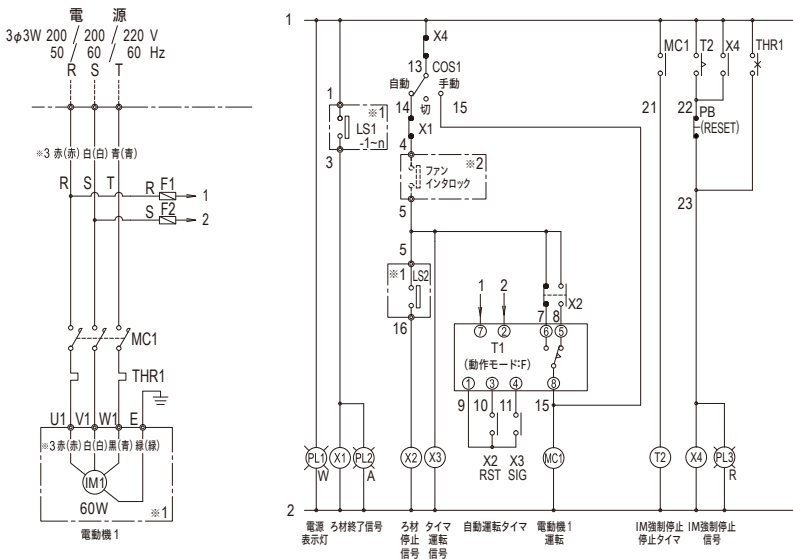 電 源
3φ3W 200 200 220 V
50 60 60 Hz
R S T
※3 赤(赤) 白(白) 青(青)
R S T
R F1 1
S F2 2
MC1
THR1
U1 V1 W1 E
※3 赤(赤) 白(白) 黒(青) 緑(緑)
IM1
60W
※1
電動機1
1
X4
13 COS1
自動 手動
切
14 15
X1
4
1
※1
LS1
-1~n
3
※2
ファン
インタロック
5
5
※1 LS2
16
1 2
X2
7 8
⑦ ② ⑥ ⑤
T1
(動作モード:F)
① ③ ④ ⑧
9 10 11 15
X2 X3
RST SIG
MC1 T2 X4 THR1
21 22
PB
(RESET)
23
PL1 X1 PL2 X2 X3 MC1 T2 X4 PL3
W A R
2
電源
表示灯
ろ材終了信号
ろ材
停止
信号
タイマ
運転
信号
自動運転タイマ
電動機1
運転
IM強制停止
停止タイマ
IM強制停止
信号